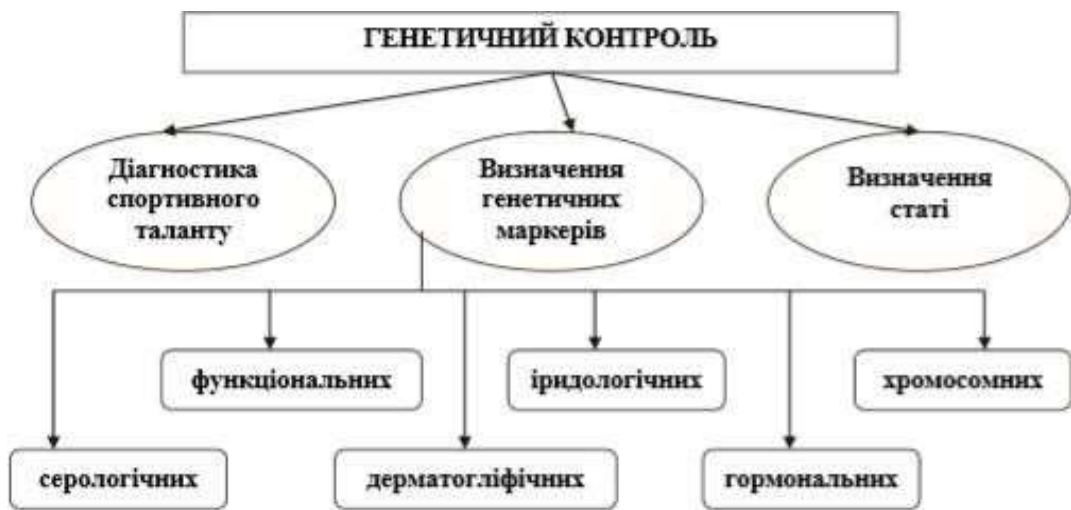 ГЕНЕТИЧНИЙ КОНТРОЛЬ
Діагностика
спортивного
таланту
Визначення
генетичних
маркерів
Визначення
статі
функціональних
іридологічних
хромосомних
серологічних
дерматогліфічних
гормональних